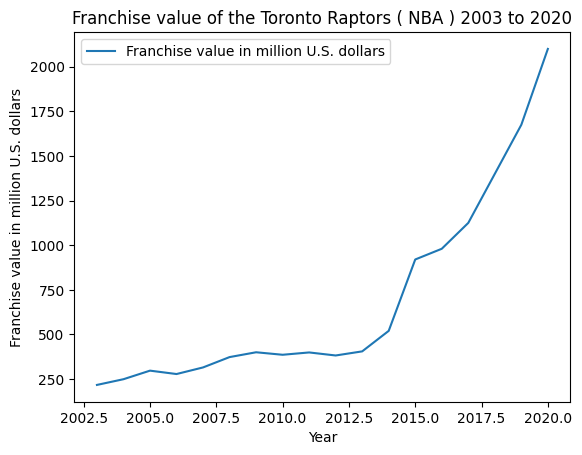 Franchise value of the Toronto Raptors ( NBA ) 2003 to 2020
Franchise value in million U.S. dollars
Franchise value in million U.S. dollars
2000
1750
1500
1250
1000
750
500
250
2002.5 2005.0 2007.5 2010.0 2012.5 2015.0 2017.5 2020.0
Year